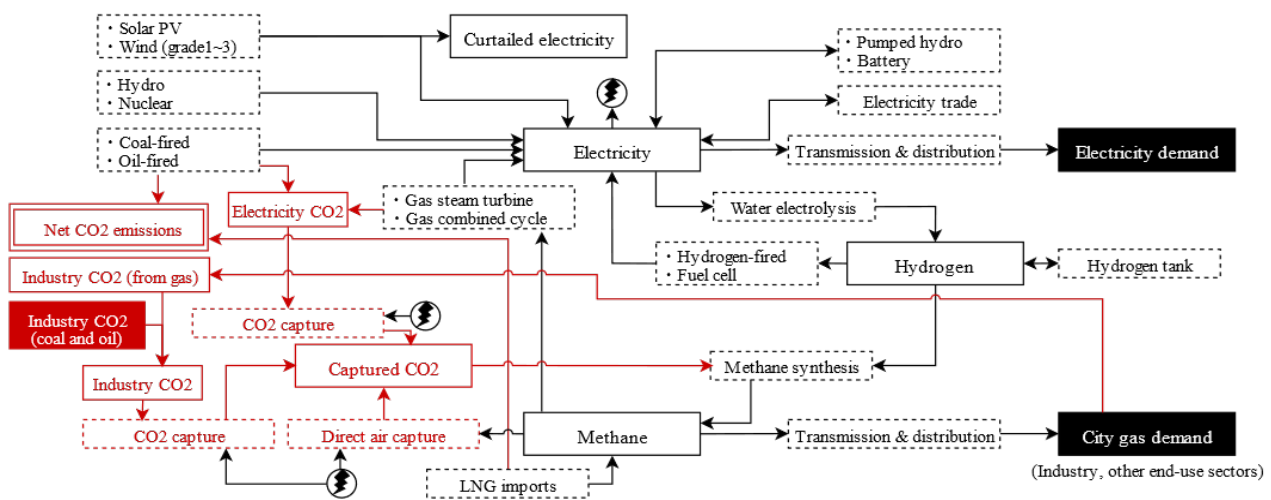 ・Solar PV
・Wind (grade1~3)
Curtailed electricity
・Pumped hydro
・Battery
・Hydro
・Nuclear
Electricity trade
・Coal-fired
・Oil-fired
Electricity
Transmission & distribution
Electricity demand
Electricity CO2
・Gas steam turbine
・Gas combined cycle
Water electrolysis
Net CO2 emissions
・Hydrogen-fired
・Fuel cell
Hydrogen
Hydrogen tank
Industry CO2 (from gas)
Industry CO2
(coal and oil)
CO2 capture
Captured CO2
Methane synthesis
Industry CO2
CO2 capture
Direct air capture
Methane
Transmission & distribution
City gas demand
(Industry, other end-use sectors)
LNG imports